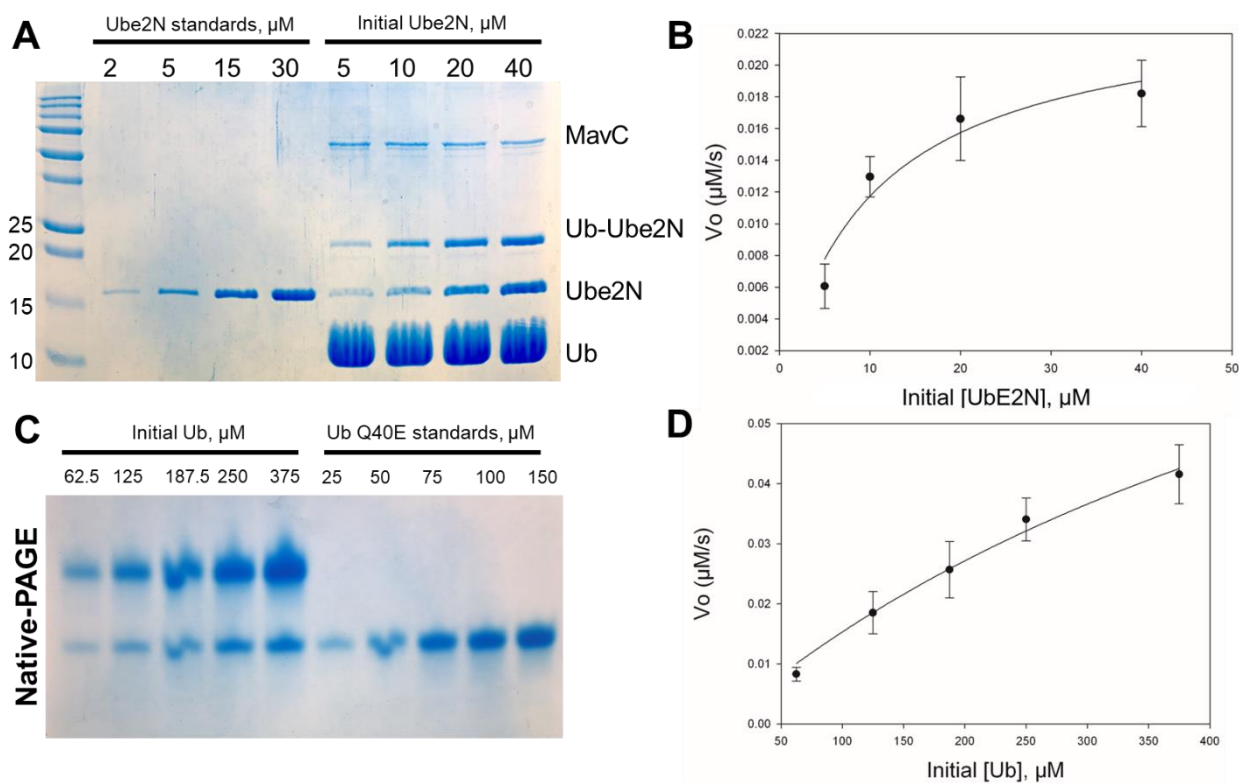 A
Ube2N standards, µM
Initial Ube2N, µM
2 5 15 30 5 10 20 40
MavC
25
Ub-Ube2N
20
Ube2N
15
Ub
10
B
0.022
0.020
0.018
0.016
0.014
0.012
0.010
0.008
0.006
0.004
0.002
Vo (µM/s)
0 10 20 30 40 50
Initial [UbE2N], µM
C
Initial Ub, µM
Ub Q40E standards, µM
62.5 125 187.5 250 375 25 50 75 100 150
Native-PAGE
D
0.05
0.04
0.03
0.02
0.01
0.00
Vo (µM/s)
50 100 150 200 250 300 350 400
Initial [Ub], µM